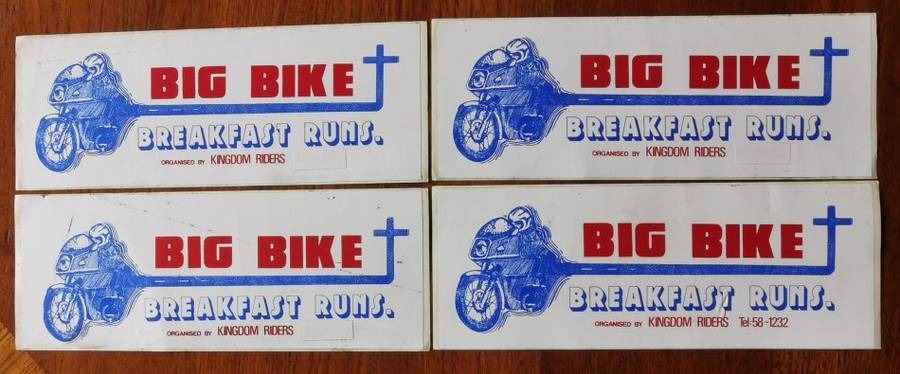 BIG BIKE
BREAKFAST RUNS.
ORGANISED BY KINGDOM RIDERS
BIG BIKE
BREAKFAST RUNS.
ORGANISED BY KINGDOM RIDERS
BIG BIKE
BREAKFAST RUNS.
ORGANISED BY KINGDOM RIDERS
BIG BIKE
BREAKFAST RUNS.
ORGANISED BY KINGDOM RIDERS Tel:58-1232